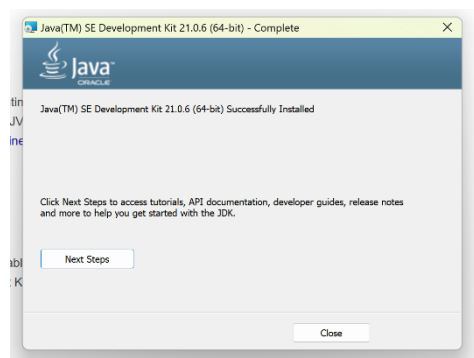 Java(TM) SE Development Kit 21.0.6 (64-bit) - Complete
Java™
ORACLE
Java(TM) SE Development Kit 21.0.6 (64-bit) Successfully Installed
Click Next Steps to access tutorials, API documentation, developer guides, release notes
and more to help you get started with the JDK.
Next Steps
Close